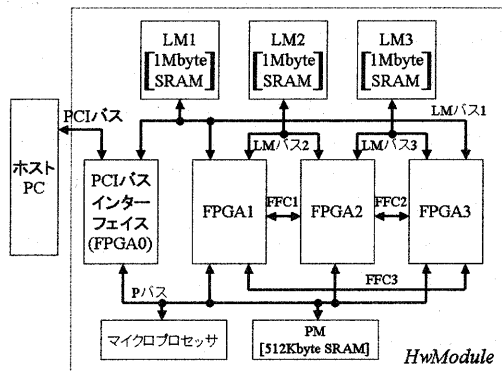 LM1
[1Mbyte
SRAM]
LM2
[1Mbyte
SRAM]
LM3
[1Mbyte
SRAM]
PCIバス
LMバス1
ホスト
PC
LMバス2
LMバス3
PCIバス
インター
フェイス
(FPGA0)
FPGA1
FFC1
FPGA2
FFC2
FPGA3
FFC3
Pバス
マイクロプロセッサ
PM
[512Kbyte SRAM]
HwModule